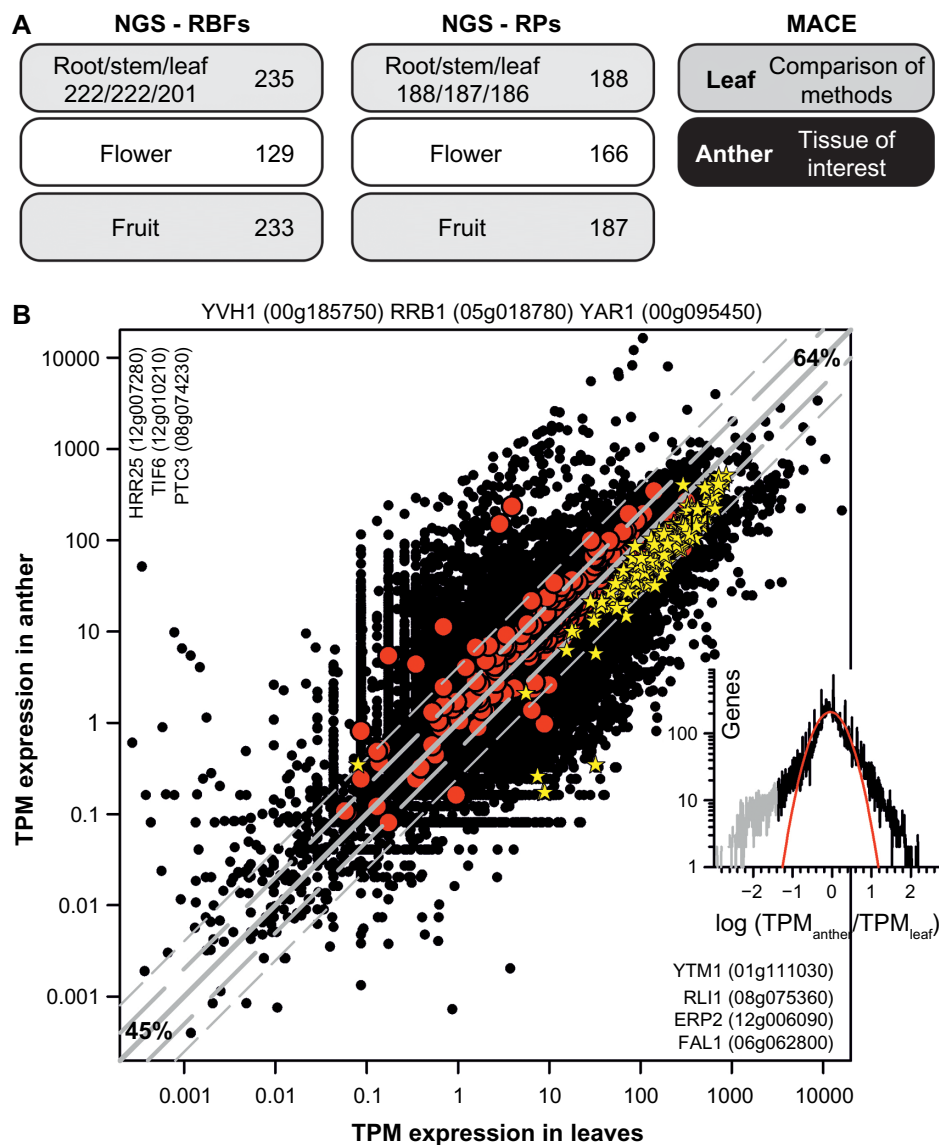 A
NGS - RBFs
NGS - RPs
MACE
Root/stem/leaf
222/222/201
235
Root/stem/leaf
188/187/186
188
Leaf
Comparison of
methods
Flower
129
Flower
166
Anther
Tissue of
interest
Fruit
233
Fruit
187
B
YVH1 (00g185750) RRB1 (05g018780) YAR1 (00g095450)
HRR25 (12g007280)
TIF6 (12g010210)
PTC3 (08g074230)
64%
45%
TPM expression in anther
10000
1000
100
10
1
0.1
0.01
0.001
0.001
0.01
0.1
1
10
100
1000
10000
TPM expression in leaves
Genes
100
10
1
−2
−1
0
1
2
log (TPManther/TPMleaf)
YTM1 (01g111030)
RLI1 (08g075360)
ERP2 (12g006090)
FAL1 (06g062800)